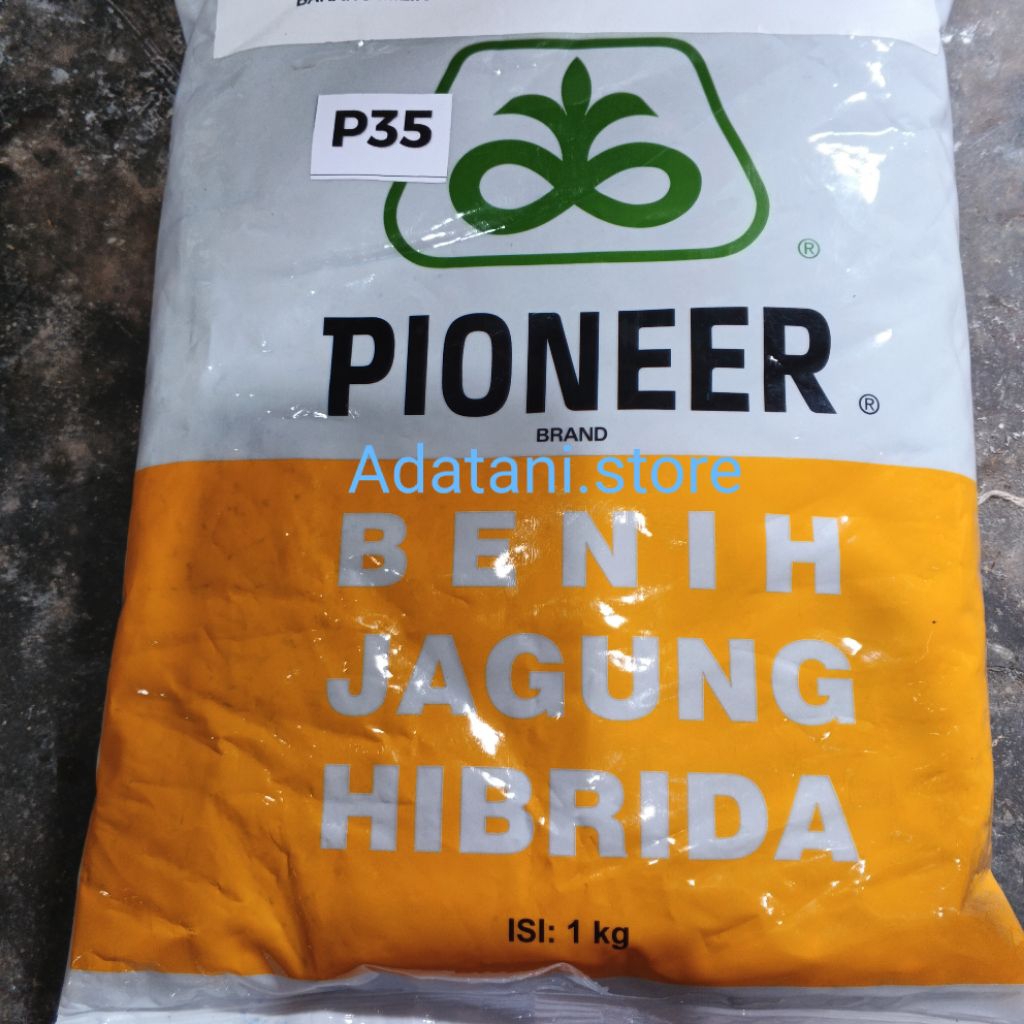 P35
®
PIONEER ®
BRAND
Adatani.store
BENIH
JAGUNG
HIBRIDA
ISI: 1 kg